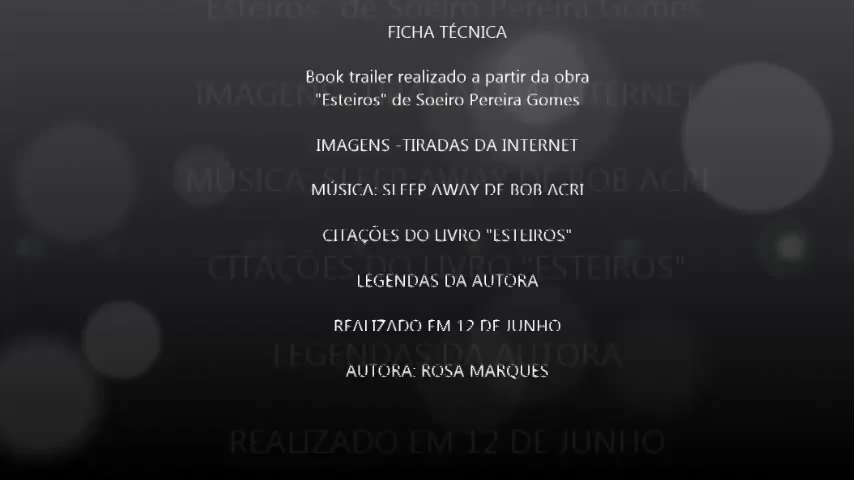 FICHA TÉCNICA
Book trailer realizado a partir da obra
"Esteiros" de Soeiro Pereira Gomes
IMAGENS -TIRADAS DA INTERNET
MÚSICA: SLEEP AWAY DE BOB ACRI
CITAÇÕES DO LIVRO "ESTEIROS"
LEGENDAS DA AUTORA
REALIZADO EM 12 DE JUNHO
AUTORA: ROSA MARQUES